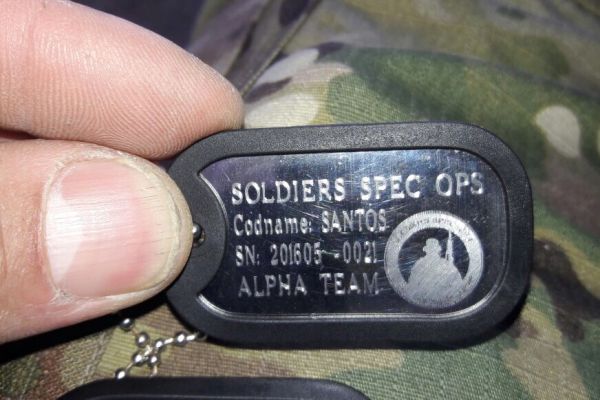 SOLDIERS SPEC OPS
Codname: SANTOS
SN: 201605-0021
ALPHA TEAM